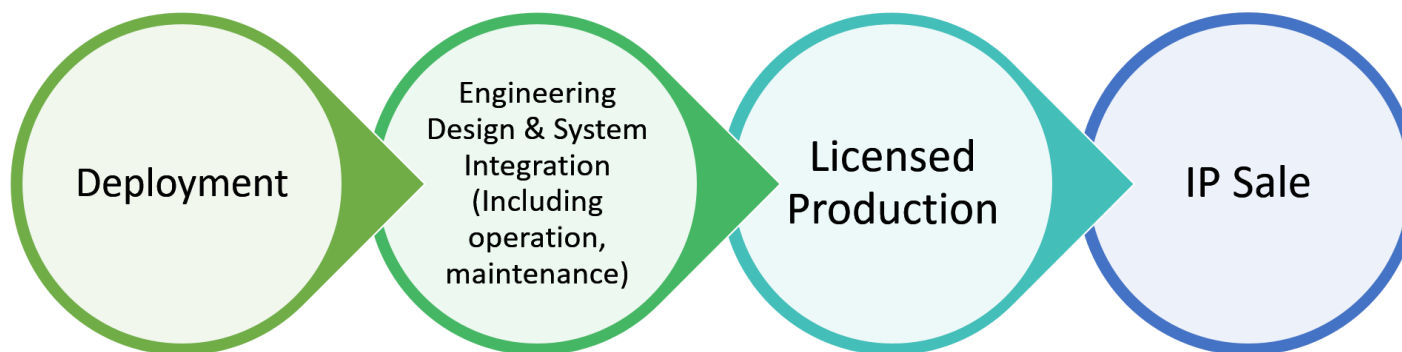 Deployment
Engineering
Design & System
Integration
(Including
operation,
maintenance)
Licensed
Production
IP Sale